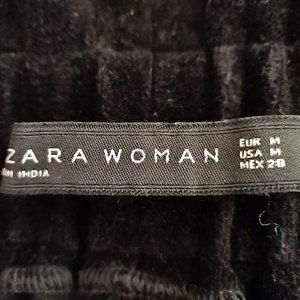 ZARA WOMAN
IN INDIA
EUR M
USA M
MEX 28